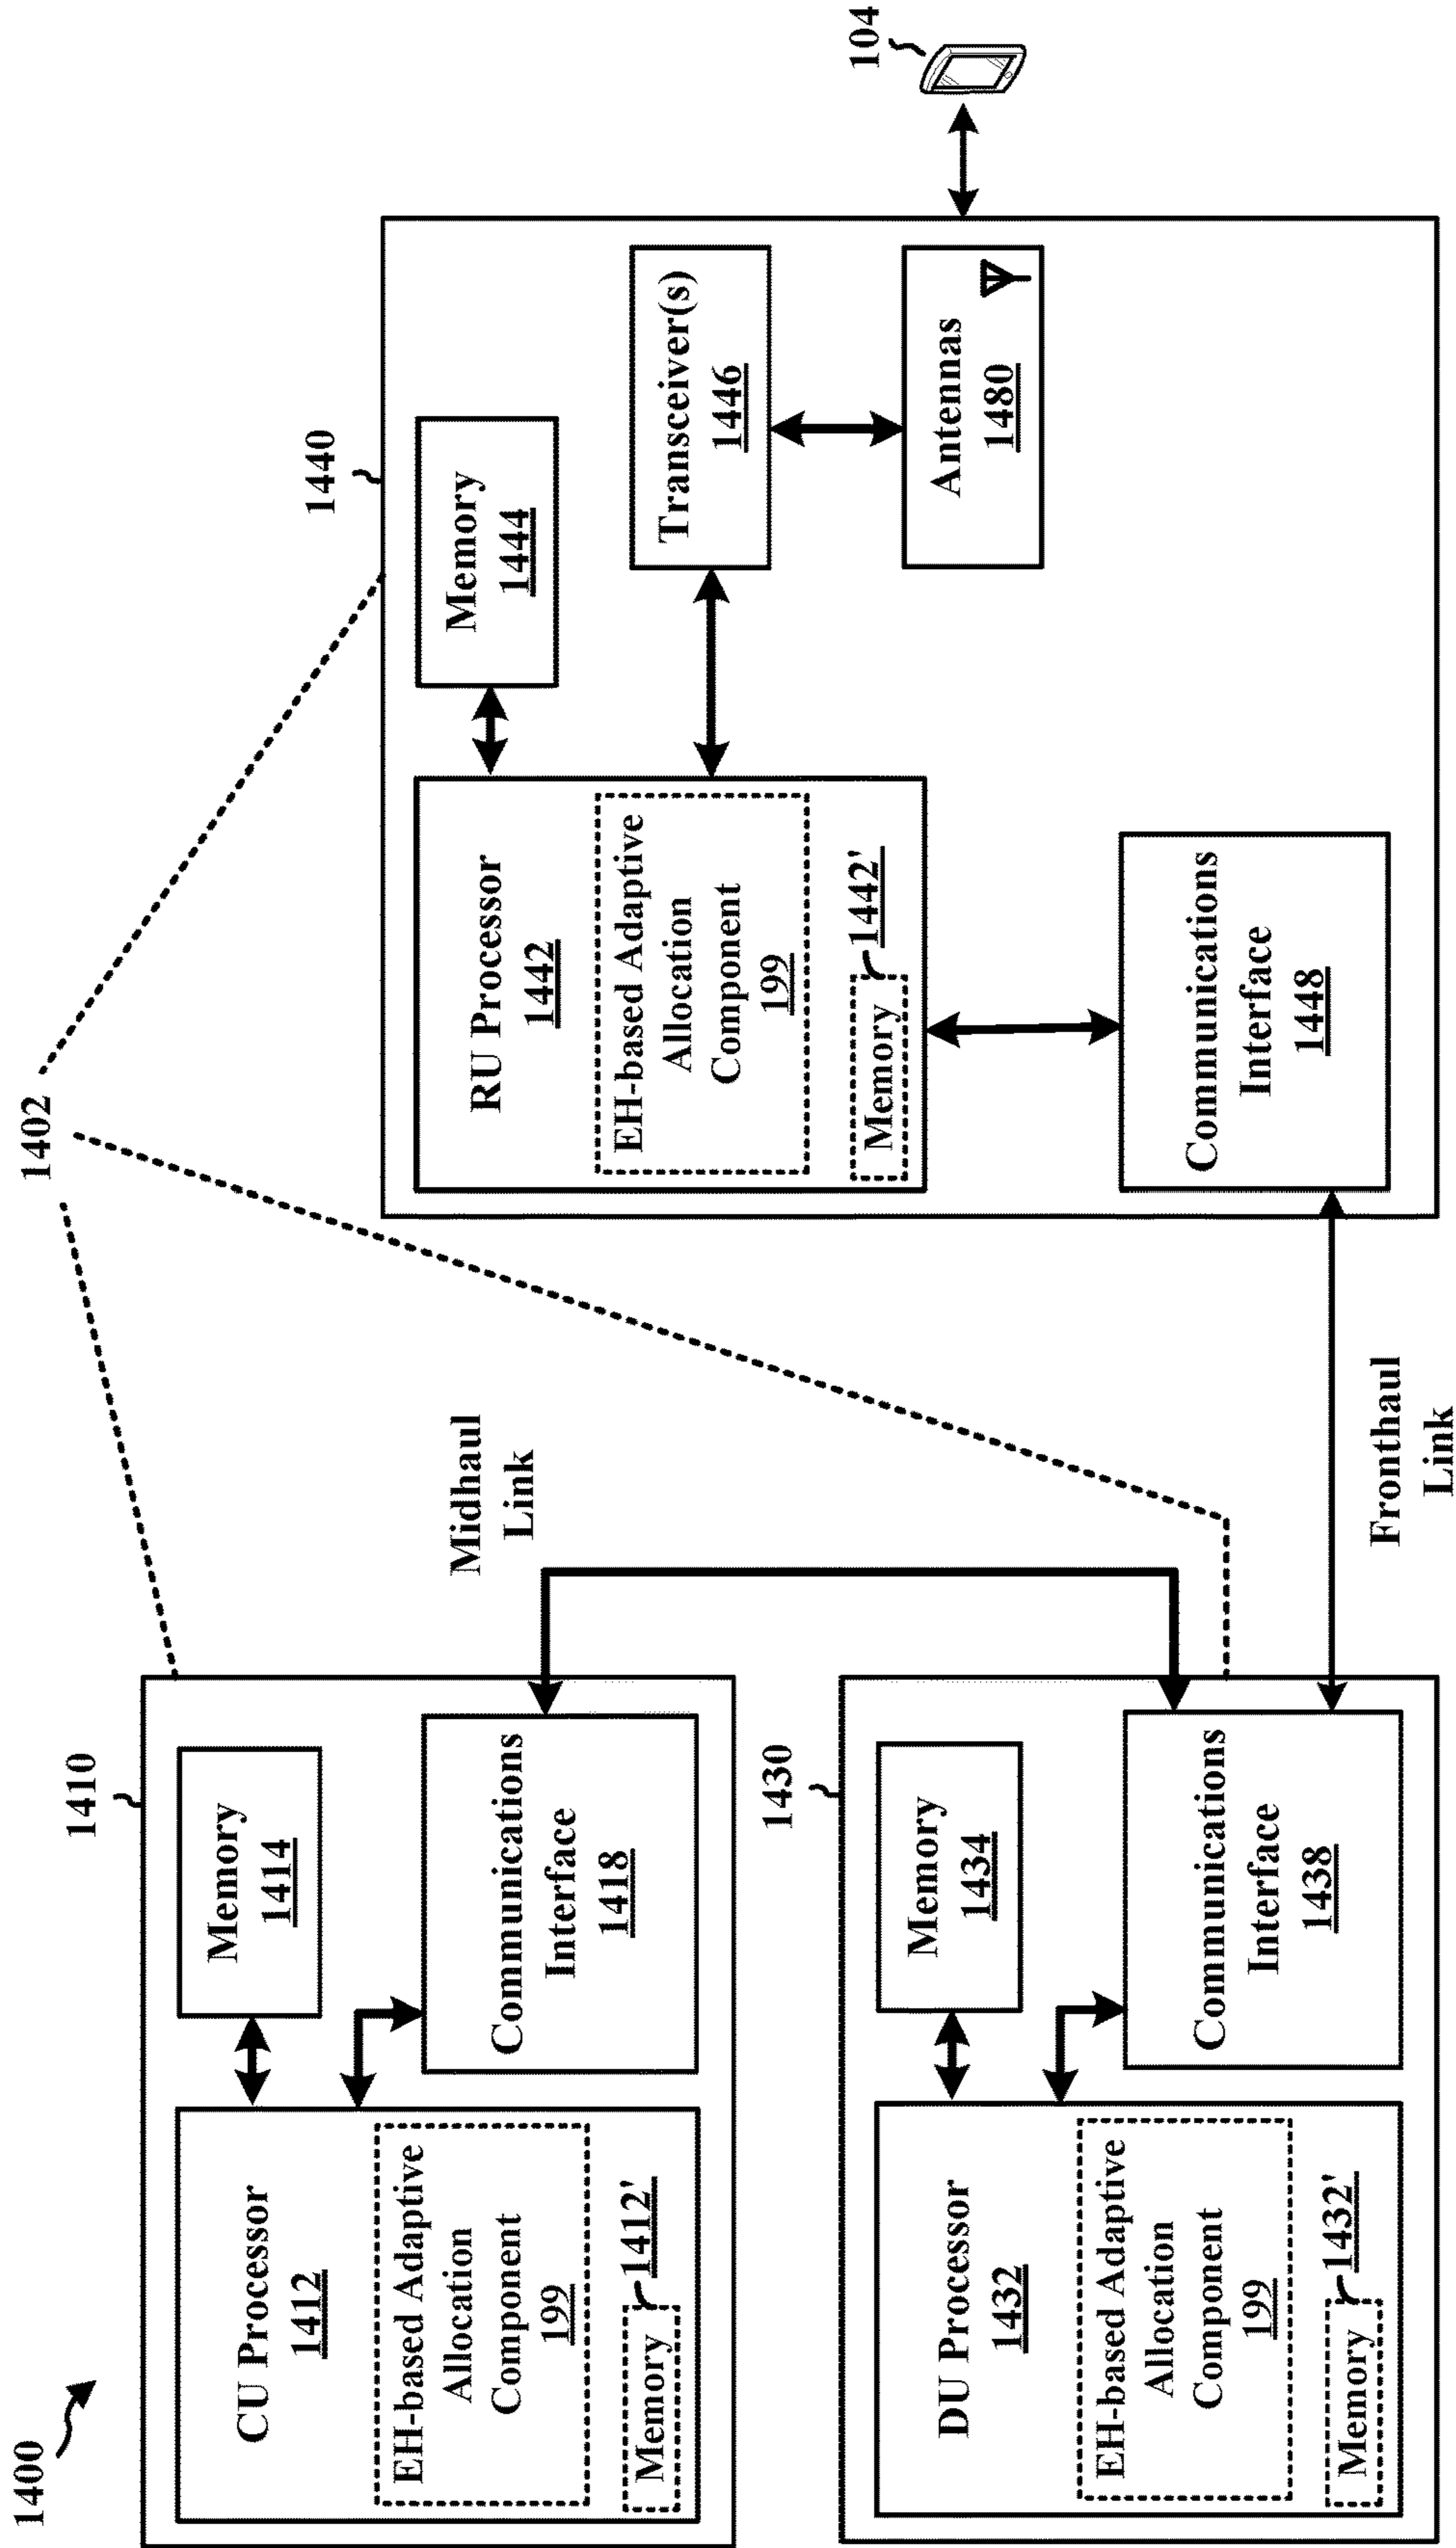 1400
1402
1410
CU Processor
1412
EH-based Adaptive
Allocation
Component
199
Memory
1412'
Memory
1414
Communications
Interface
1418
Midhaul
Link
1430
DU Processor
1432
EH-based Adaptive
Allocation
Component
199
Memory
1432'
Memory
1434
Communications
Interface
1438
Fronthaul
Link
1440
RU Processor
1442
EH-based Adaptive
Allocation
Component
199
Memory
1442'
Memory
1444
Transceiver(s)
1446
Antennas
1480
Communications
Interface
1448
104